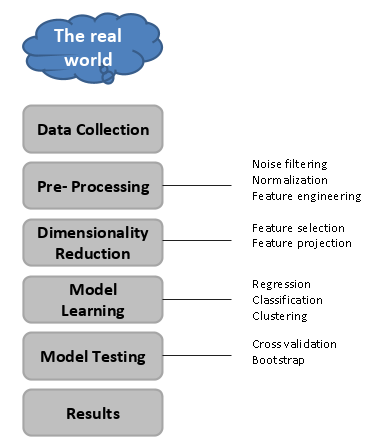 The real
world
Data Collection
Pre- Processing
Noise filtering
Normalization
Feature engineering
Dimensionality
Reduction
Feature selection
Feature projection
Model
Learning
Regression
Classification
Clustering
Model Testing
Cross validation
Bootstrap
Results